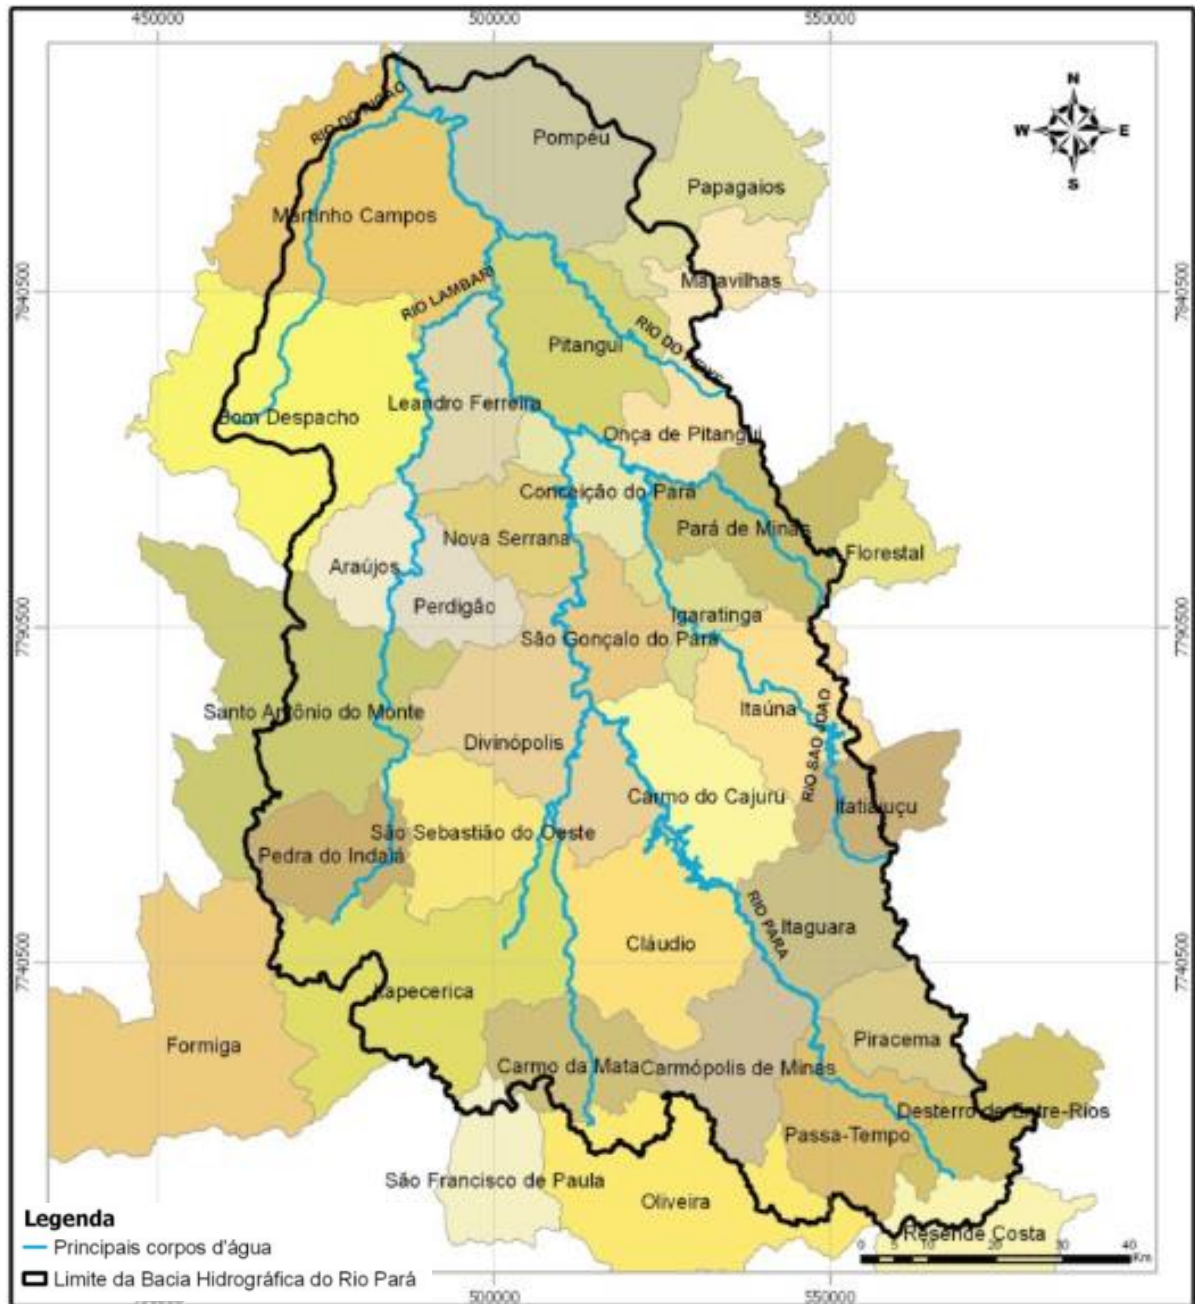 450000 500000 550000
N
W E
S
RIO DO PICÃO
Pompéu
Papagaios
Martinho Campos
7840500
Maravilhas
7840500
RIO LAMBARI
RIO DO PEIXE
Pitangui
Leandro Ferreira
Bom Despacho
Onça de Pitangui
Conceição do Pará
Pará de Minas
Nova Serrana
Florestal
Araújos
Perdigão
Igaratinga
7790500
São Gonçalo do Pará
7790500
Santo Antônio do Monte
Itaúna
RIO SÃO JOÃO
Divinópolis
Carmo do Cajuru
Itatiaiuçu
São Sebastião do Oeste
Pedra do Indaiá
RIO PARÁ
Itaguara
Cláudio
7740500
7740500
Itapecerica
Formiga
Piracema
Carmo da Mata
Carmópolis de Minas
Desterro de Entre-Rios
Passa-Tempo
São Francisco de Paula
Oliveira
Resende Costa
Legenda
Principais corpos d'água
Limite da Bacia Hidrográfica do Rio Pará
0 5 10 20 30 40
Km
500000 550000